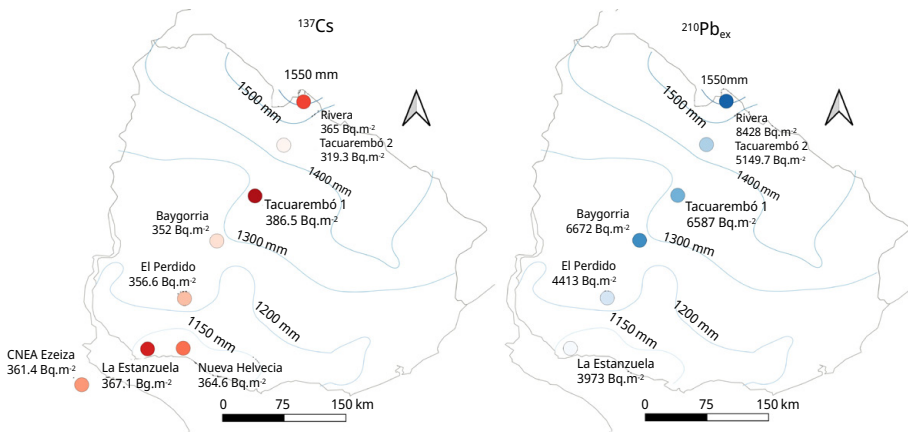 ¹³⁷Cs
1550 mm
1500 mm
Rivera
365 Bq.m⁻²
Tacuarembó 2
319.3 Bq.m⁻²
1400 mm
Tacuarembó 1
386.5 Bq.m⁻²
Baygorria
352 Bq.m⁻²
1300 mm
El Perdido
356.6 Bq.m⁻²
1200 mm
1150 mm
CNEA Ezeiza
361.4 Bq.m⁻²
La Estanzuela
367.1 Bq.m⁻²
Nueva Helvecia
364.6 Bq.m⁻²
0 75 150 km
²¹⁰Pbₑₓ
1550mm
1500 mm
Rivera
8428 Bq.m⁻²
Tacuarembó 2
5149.7 Bq.m⁻²
1400 mm
Tacuarembó 1
6587 Bq.m⁻²
Baygorria
6672 Bq.m⁻²
1300 mm
El Perdido
4413 Bq.m⁻²
1200 mm
1150 mm
La Estanzuela
3973 Bq.m⁻²
0 75 150 km